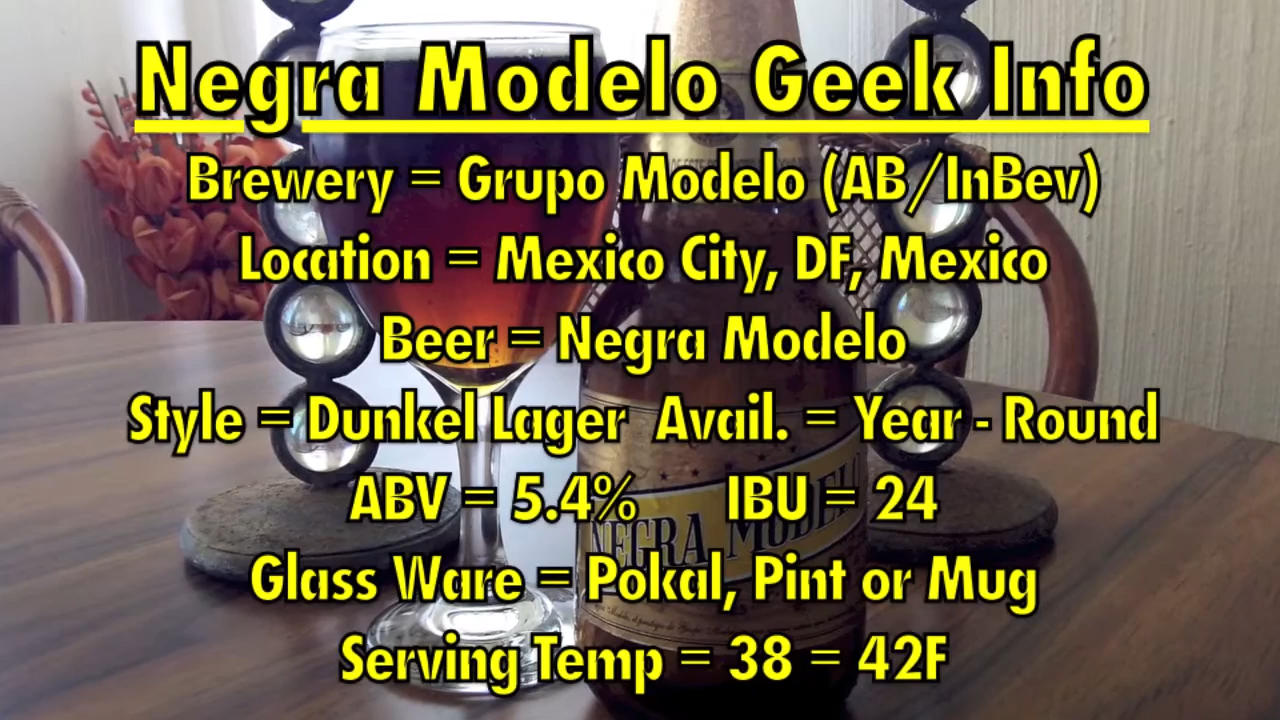 Negra Modelo Geek Info
Brewery = Grupo Modelo (AB/InBev)
Location = Mexico City, DF, Mexico
Beer = Negra Modelo
Style = Dunkel Lager  Avail. = Year - Round
ABV = 5.4%  IBU = 24
NEGRA MODELO
Glass Ware = Pokal, Pint or Mug
Serving Temp = 38 = 42F